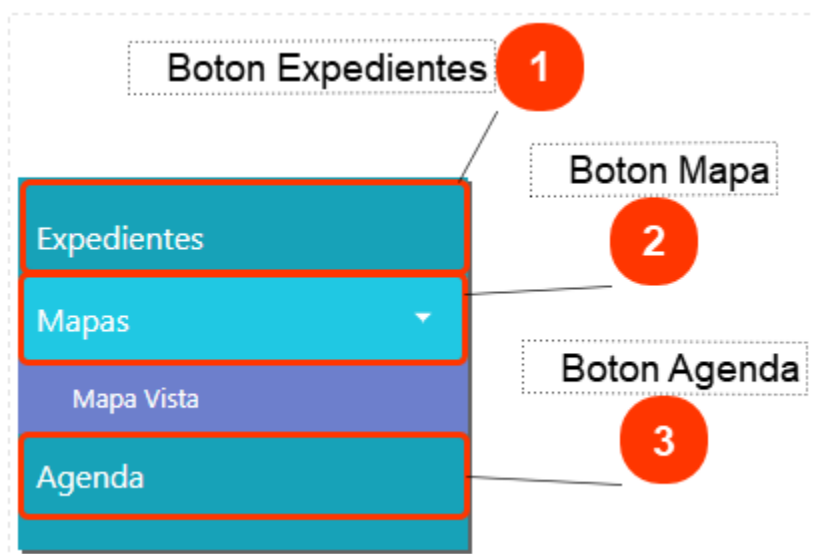 Boton Expedientes
1
Boton Mapa
2
Expedientes
Mapas
Mapa Vista
Boton Agenda
3
Agenda